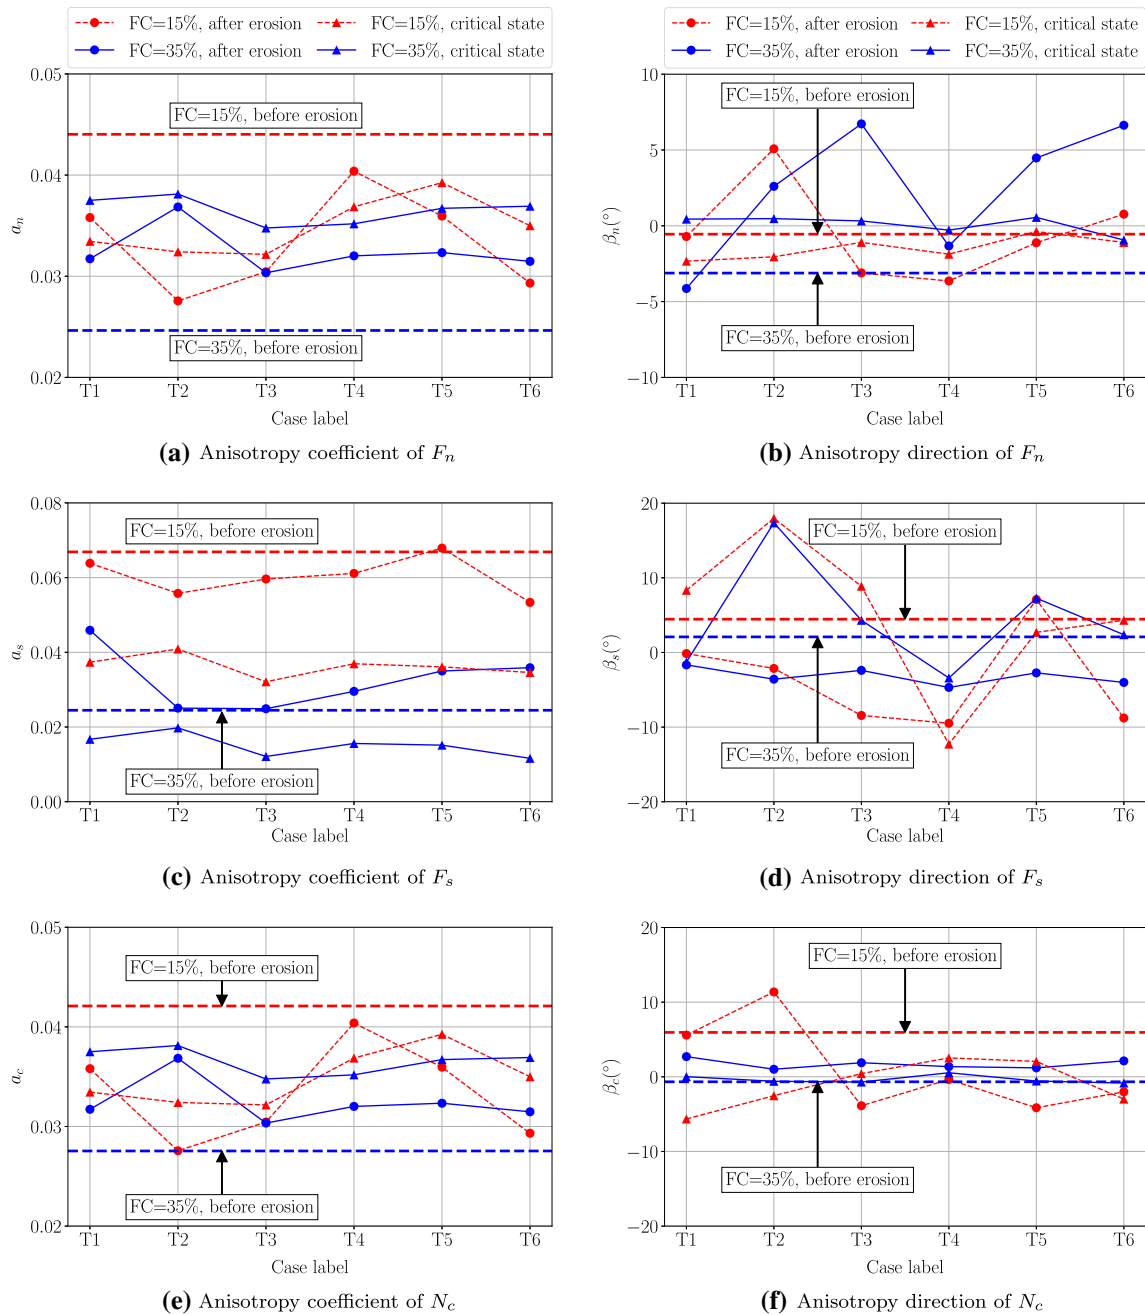 FC=15%, after erosion FC=15%, critical state
FC=35%, after erosion FC=35%, critical state
0.05
0.04
0.03
0.02
a_n
FC=15%, before erosion
FC=35%, before erosion
T1 T2 T3 T4 T5 T6
Case label
(a) Anisotropy coefficient of F_n
FC=15%, after erosion FC=15%, critical state
FC=35%, after erosion FC=35%, critical state
10
5
0
−5
−10
β_n(°)
FC=15%, before erosion
FC=35%, before erosion
T1 T2 T3 T4 T5 T6
Case label
(b) Anisotropy direction of F_n
0.08
0.06
0.04
0.02
0.00
a_s
FC=15%, before erosion
FC=35%, before erosion
T1 T2 T3 T4 T5 T6
Case label
(c) Anisotropy coefficient of F_s
20
10
0
−10
−20
β_s(°)
FC=15%, before erosion
FC=35%, before erosion
T1 T2 T3 T4 T5 T6
Case label
(d) Anisotropy direction of F_s
0.05
0.04
0.03
0.02
a_c
FC=15%, before erosion
FC=35%, before erosion
T1 T2 T3 T4 T5 T6
Case label
(e) Anisotropy coefficient of N_c
20
10
0
−10
−20
β_c(°)
FC=15%, before erosion
FC=35%, before erosion
T1 T2 T3 T4 T5 T6
Case label
(f) Anisotropy direction of N_c